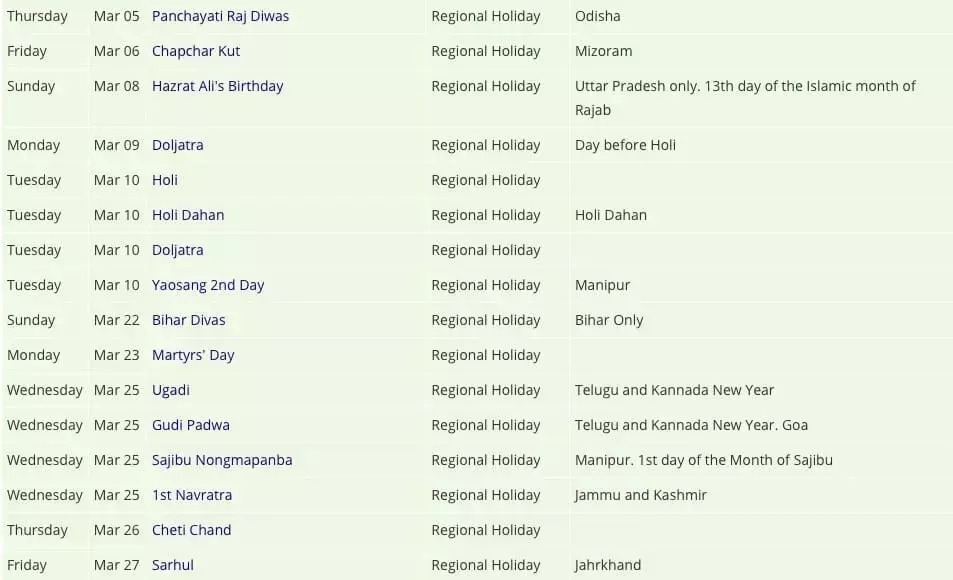 Thursday Mar 05 Panchayati Raj Diwas Regional Holiday Odisha
Friday Mar 06 Chapchar Kut Regional Holiday Mizoram
Sunday Mar 08 Hazrat Ali's Birthday Regional Holiday Uttar Pradesh only. 13th day of the Islamic month of
Rajab
Monday Mar 09 Doljatra Regional Holiday Day before Holi
Tuesday Mar 10 Holi Regional Holiday
Tuesday Mar 10 Holi Dahan Regional Holiday Holi Dahan
Tuesday Mar 10 Doljatra Regional Holiday
Tuesday Mar 10 Yaosang 2nd Day Regional Holiday Manipur
Sunday Mar 22 Bihar Divas Regional Holiday Bihar Only
Monday Mar 23 Martyrs' Day Regional Holiday
Wednesday Mar 25 Ugadi Regional Holiday Telugu and Kannada New Year
Wednesday Mar 25 Gudi Padwa Regional Holiday Telugu and Kannada New Year. Goa
Wednesday Mar 25 Sajibu Nongmapanba Regional Holiday Manipur. 1st day of the Month of Sajibu
Wednesday Mar 25 1st Navratra Regional Holiday Jammu and Kashmir
Thursday Mar 26 Cheti Chand Regional Holiday
Friday Mar 27 Sarhul Regional Holiday Jahrkhand